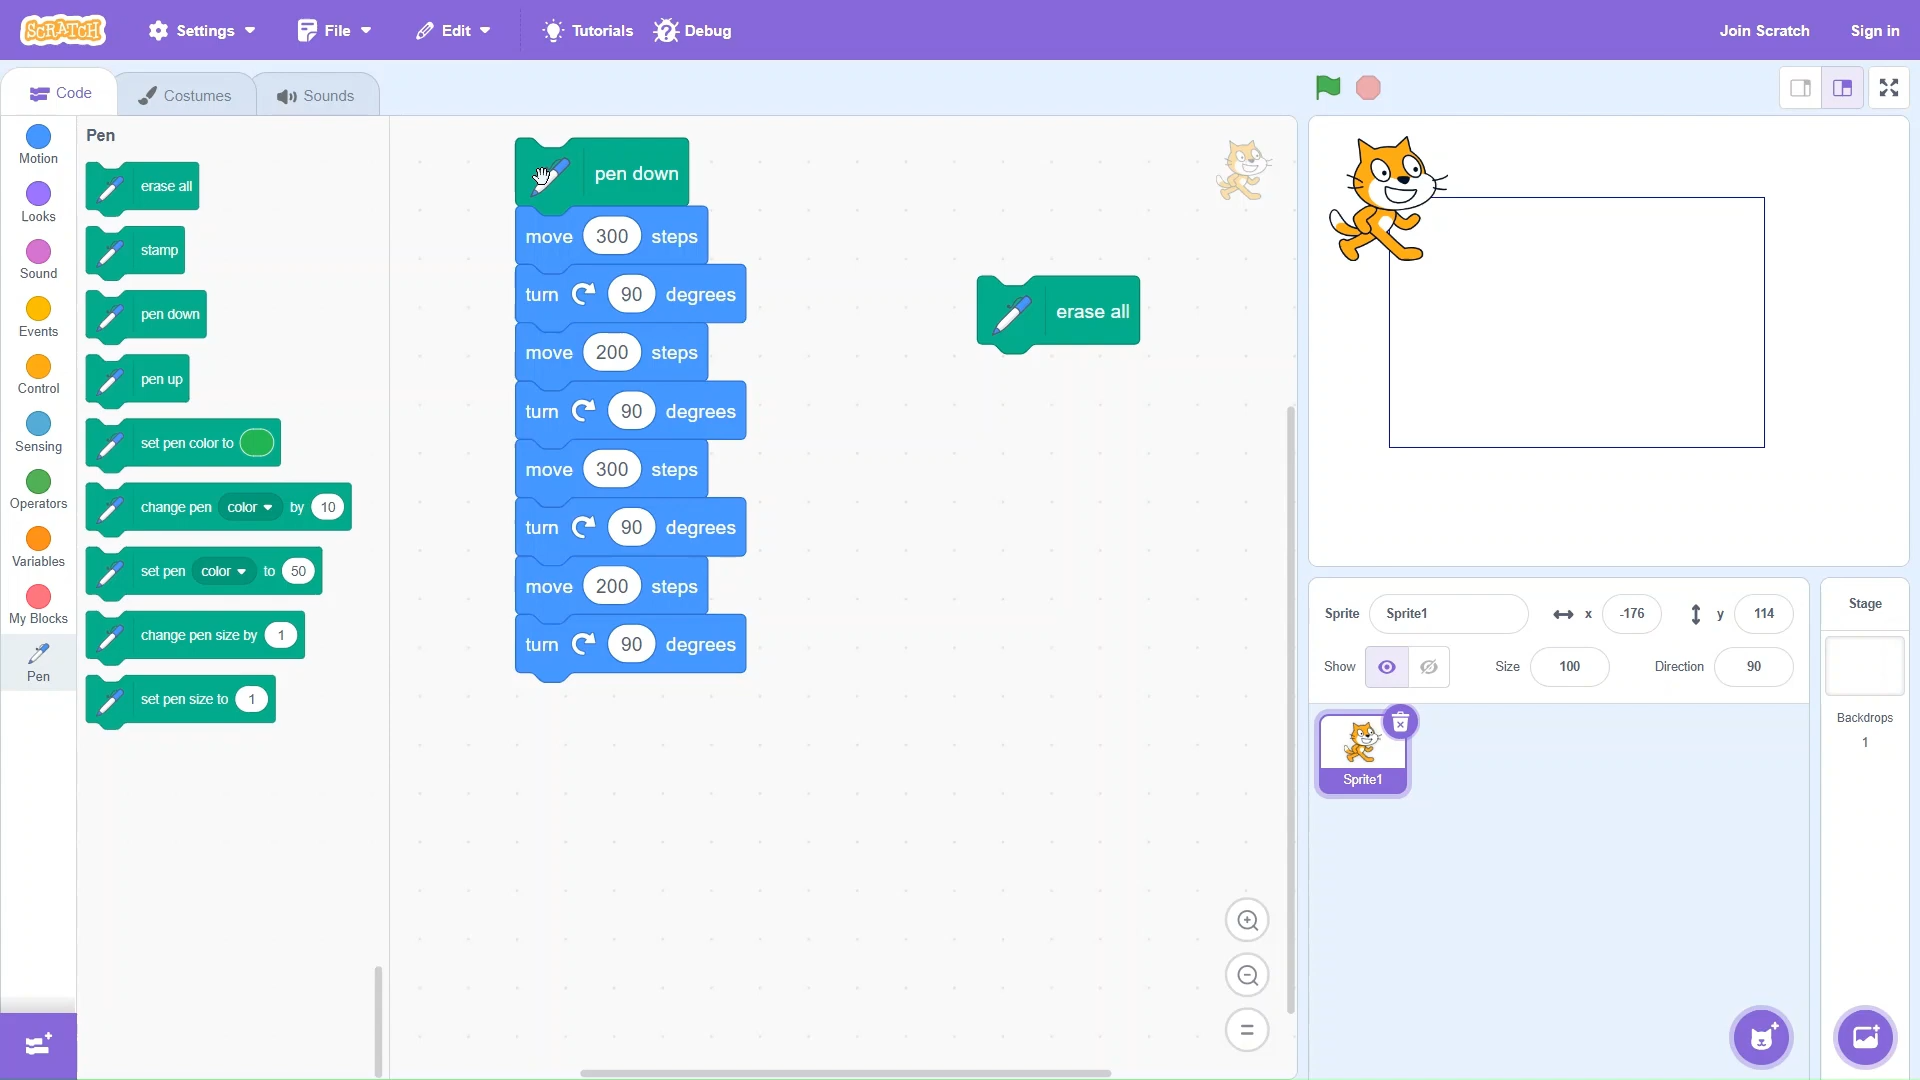 SCRATCH
Settings
File
Edit
Tutorials
Debug
Join Scratch
Sign in
Code
Costumes
Sounds
Motion
Looks
Sound
Events
Control
Sensing
Operators
Variables
My Blocks
Pen
Pen
erase all
stamp
pen down
pen up
set pen color to
change pen color by 10
set pen color to 50
change pen size by 1
set pen size to 1
pen down
move 300 steps
turn 90 degrees
move 200 steps
turn 90 degrees
move 300 steps
turn 90 degrees
move 200 steps
turn 90 degrees
erase all
Sprite Sprite1 x -176 y 114
Show Size 100 Direction 90
Sprite1
Stage
Backdrops
1